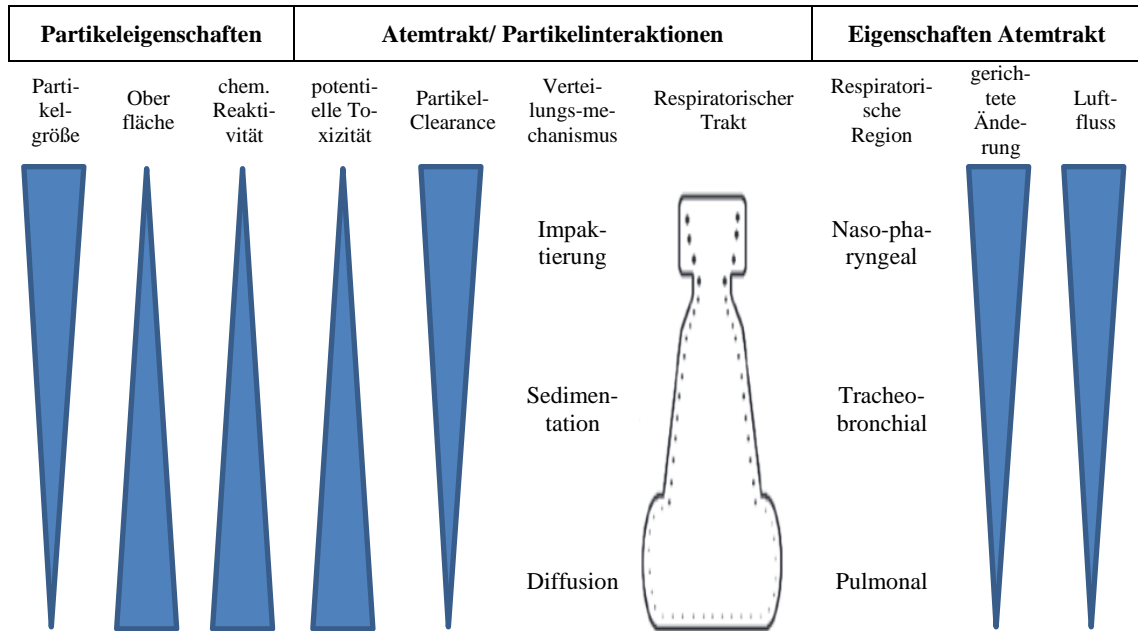 Partikeleigenschaften
Atemtrakt/ Partikelinteraktionen
Eigenschaften Atemtrakt
Parti-
kel-
größe
Ober
fläche
chem.
Reakti-
vität
potenti-
elle To-
xizität
Partikel-
Clearance
Vertei-
lungs-me-
chanismus
Respiratorischer
Trakt
Respiratori-
sche
Region
gerich-
tete
Ände-
rung
Luft-
fluss
Impak-
tierung
Naso-pha-
ryngeal
Sedimen-
tation
Tracheo-
bronchial
Diffusion
Pulmonal